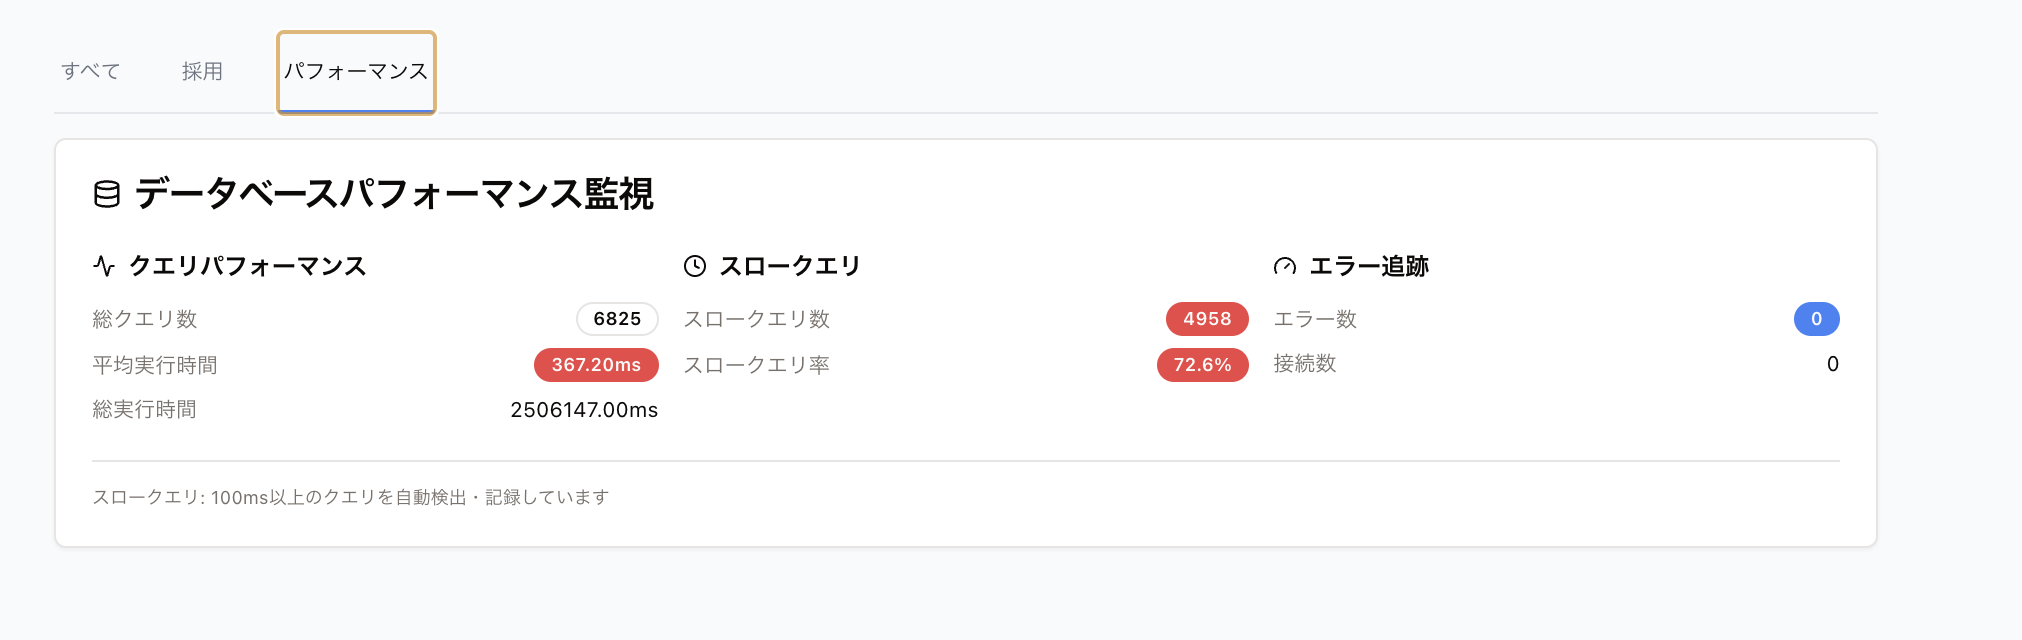 すべて 採用 パフォーマンス
データベースパフォーマンス監視
クエリパフォーマンス
総クエリ数 6825
平均実行時間 367.20ms
総実行時間 2506147.00ms
スロークエリ
スロークエリ数 4958
スロークエリ率 72.6%
エラー追跡
エラー数 0
接続数 0
スロークエリ: 100ms以上のクエリを自動検出・記録しています